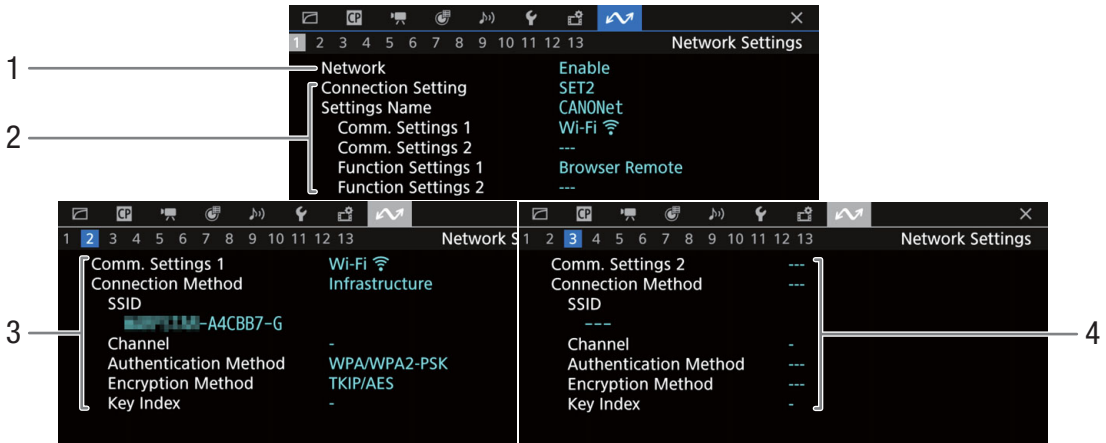 CP
1 2 3 4 5 6 7 8 9 10 11 12 13 Network Settings
1
Network Enable
2
Connection Setting SET2
Settings Name CANONet
Comm. Settings 1 Wi-Fi
Comm. Settings 2 ---
Function Settings 1 Browser Remote
Function Settings 2 ---
CP
1 2 3 4 5 6 7 8 9 10 11 12 13 Network S
3
Comm. Settings 1 Wi-Fi
Connection Method Infrastructure
SSID
-A4CBB7-G
Channel -
Authentication Method WPA/WPA2-PSK
Encryption Method TKIP/AES
Key Index -
CP
1 2 3 4 5 6 7 8 9 10 11 12 13 Network Settings
Comm. Settings 2 ---
Connection Method ---
SSID
---
Channel -
Authentication Method ---
Encryption Method ---
Key Index -
4